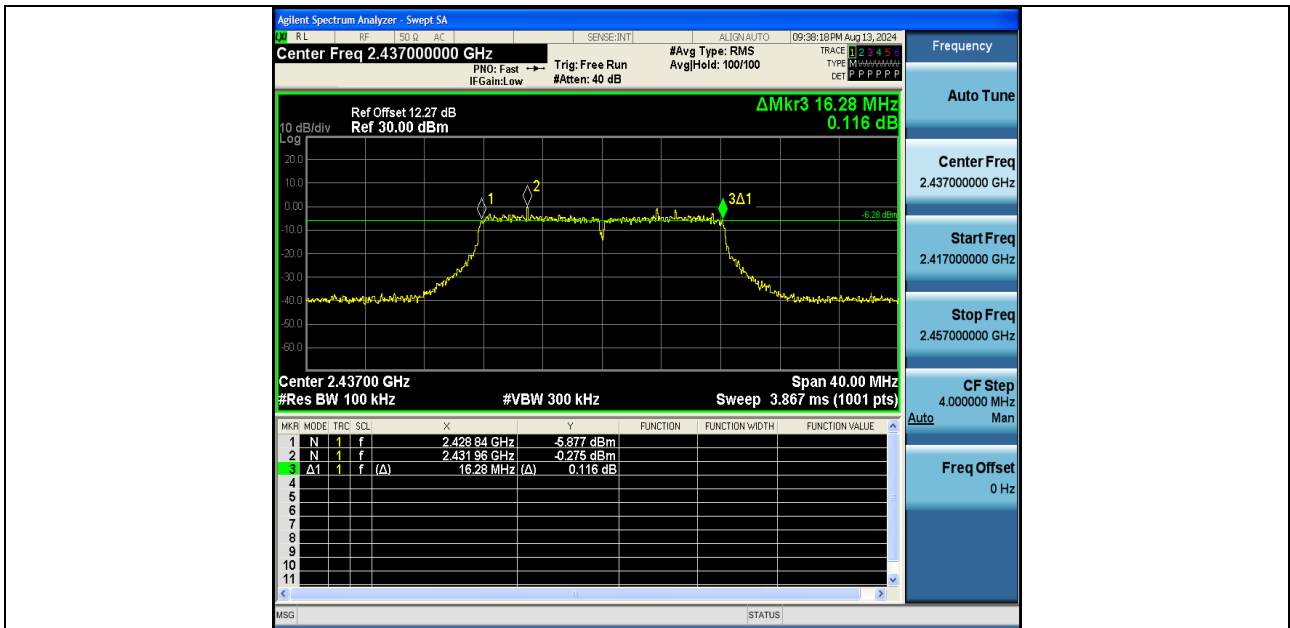 Agilent Spectrum Analyzer - Swept SA
LXI RL RF 50 Ω AC SENSE:INT ALIGN AUTO 09:38:18 PM Aug 13, 2024
Center Freq 2.437000000 GHz
PNO: Fast
IFGain:Low
Trig: Free Run
#Atten: 40 dB
#Avg Type: RMS
Avg|Hold: 100/100
TRACE 1 2 3 4 5 6
TYPE M
DET P P P P P P
Ref Offset 12.27 dB
10 dB/div Ref 30.00 dBm
Log
ΔMkr3 16.28 MHz
0.116 dB
20.0
10.0
0.00
-10.0
-20.0
-30.0
-40.0
-50.0
-60.0
1
2
3Δ1
-6.28 dBm
Center 2.43700 GHz Span 40.00 MHz
#Res BW 100 kHz #VBW 300 kHz Sweep 3.867 ms (1001 pts)
MKR MODE TRC SCL X Y FUNCTION FUNCTION WIDTH FUNCTION VALUE
1 N 1 f 2.428 84 GHz -5.877 dBm
2 N 1 f 2.431 96 GHz -0.275 dBm
3 Δ1 1 f (Δ) 16.28 MHz (Δ) 0.116 dB
4
5
6
7
8
9
10
11
MSG STATUS
Frequency
Auto Tune
Center Freq
2.437000000 GHz
Start Freq
2.417000000 GHz
Stop Freq
2.457000000 GHz
CF Step
4.000000 MHz
Auto Man
Freq Offset
0 Hz